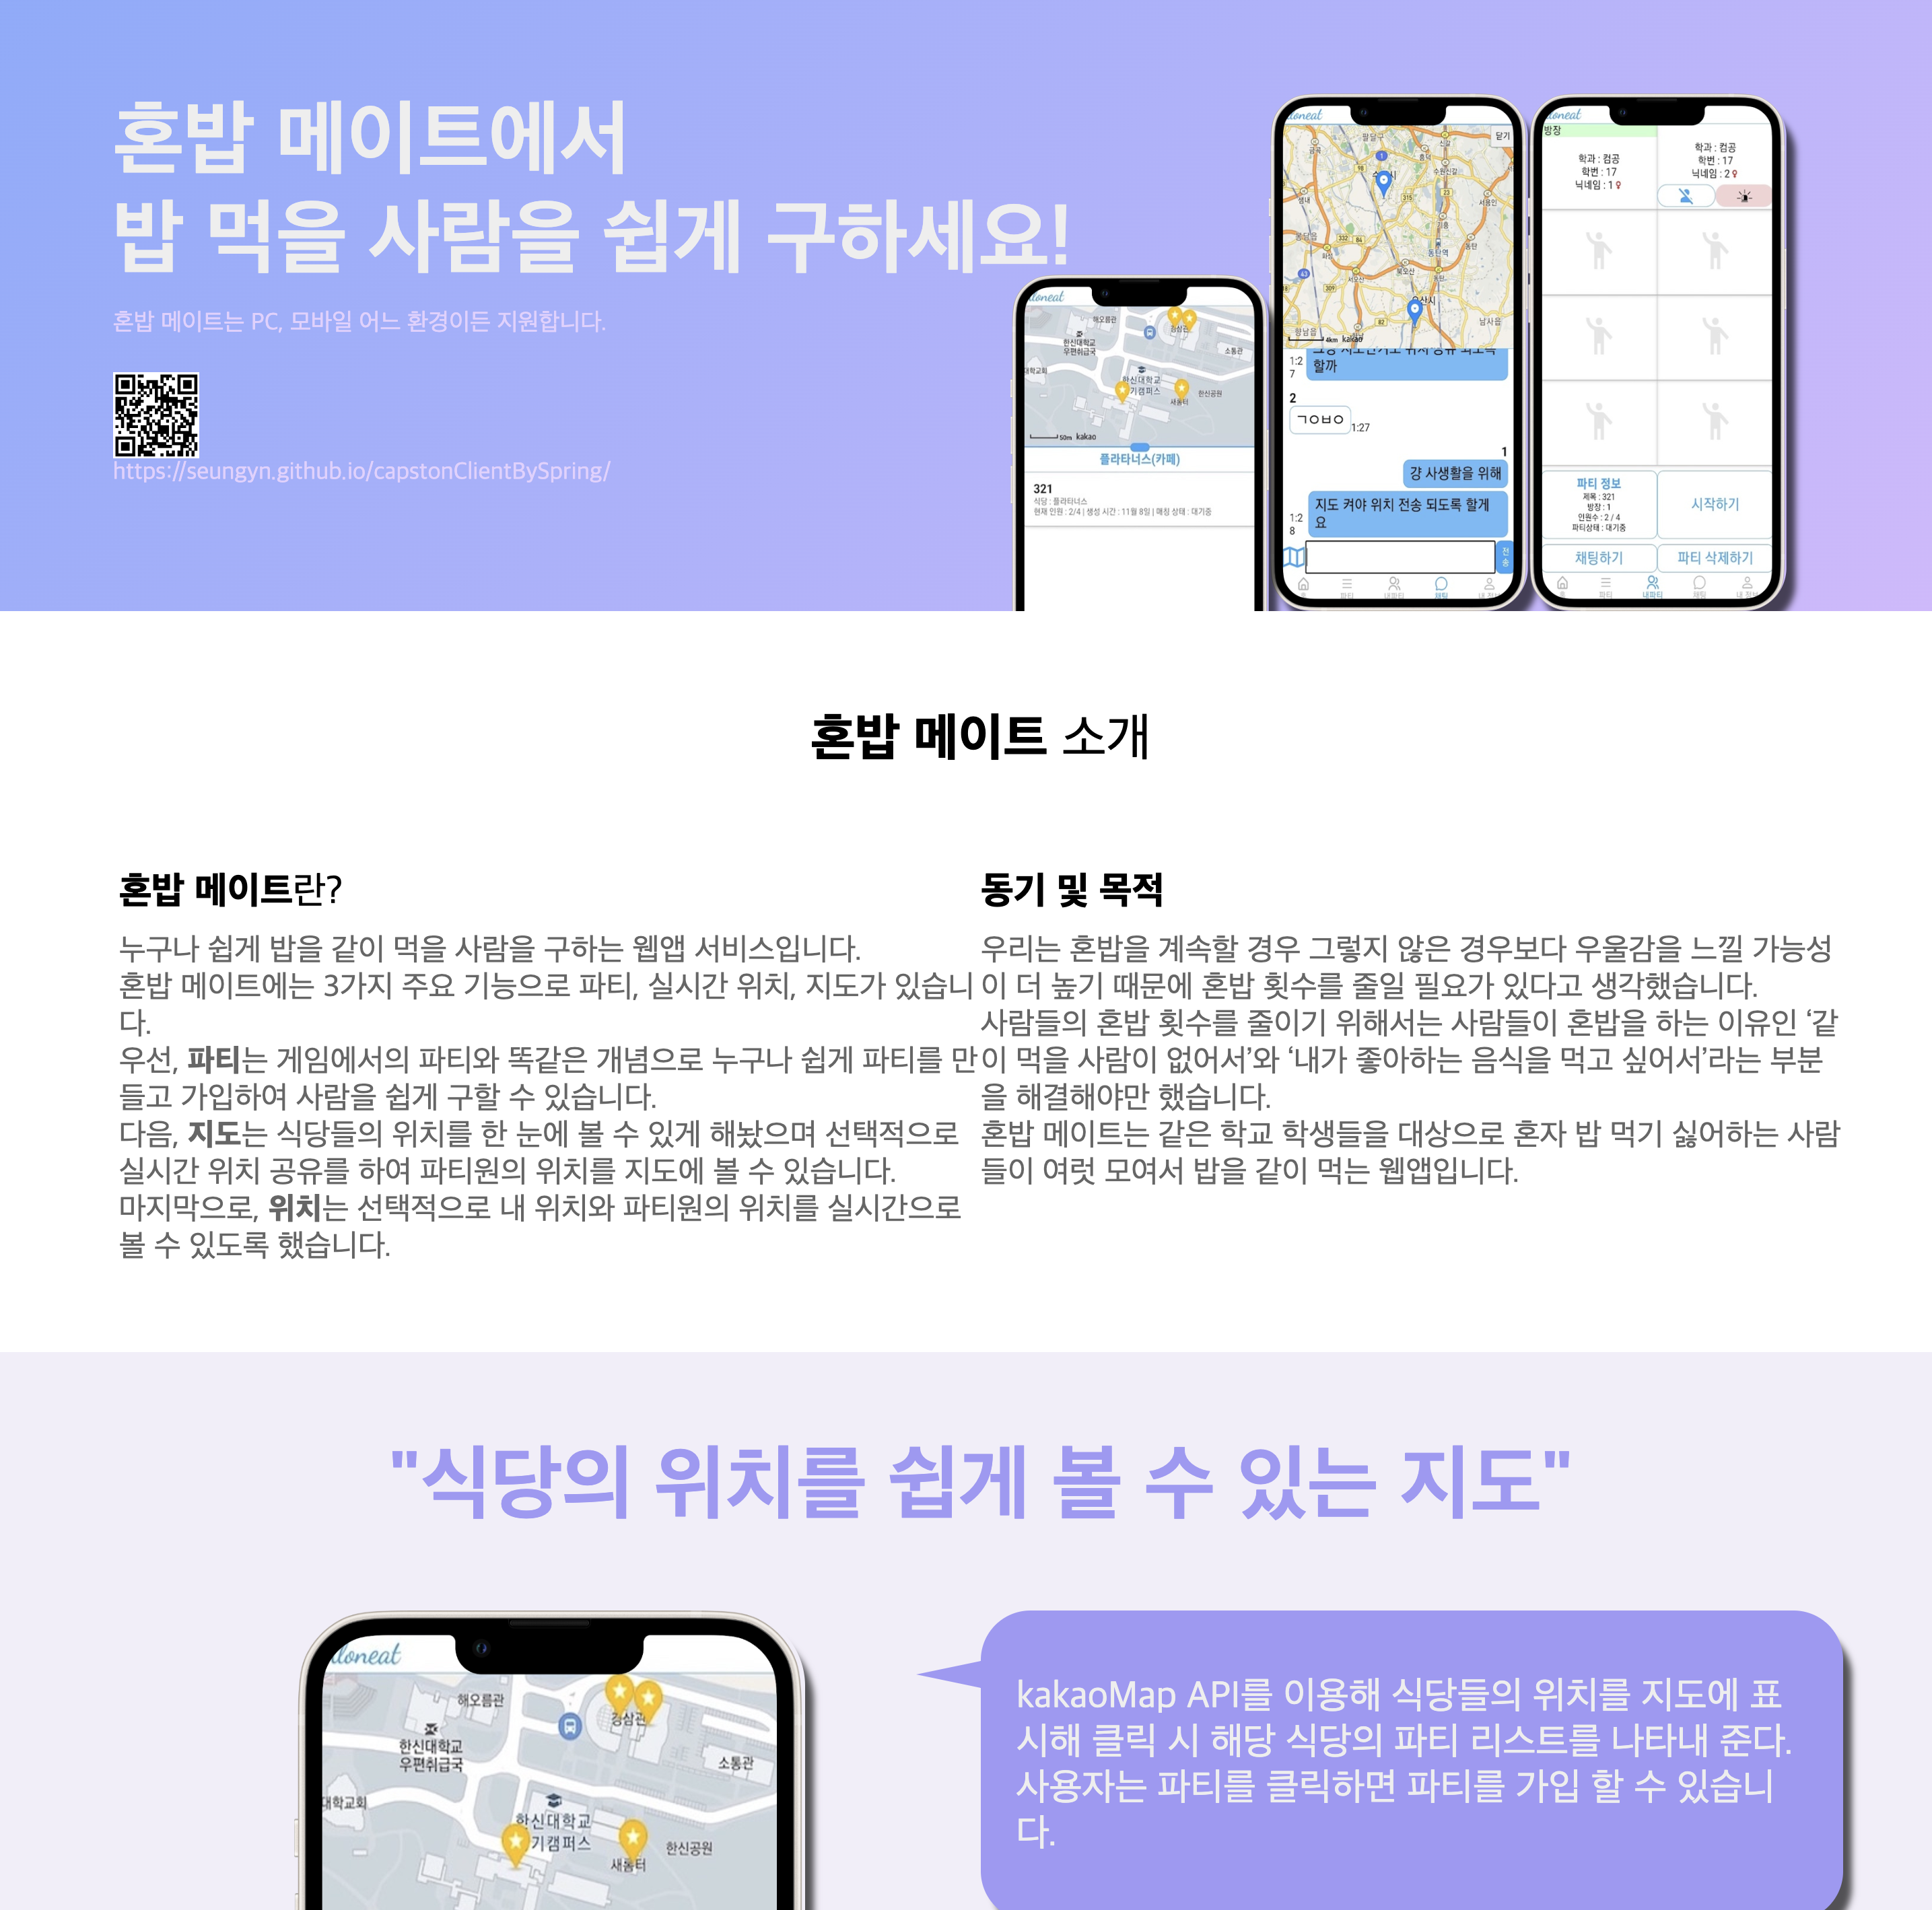 혼밥 메이트에서
밥 먹을 사람을 쉽게 구하세요!
혼밥 메이트는 PC, 모바일 어느 환경이든 지원합니다.
https://seungyn.github.io/capstonClientBySpring/
해오름관
한신대학교
우편취급국
소통관
대학교회
한신대학교
기캠퍼스
새롬터
한신공원
50m kakao
플라타너스(카페)
321
식당 : 플라타너스
현재 인원 : 2/4 | 생성 시간 : 11월 8일 | 매칭 상태 : 대기중
닫기
팔달구
수원신갈
봉담읍
동탄역
동탄
북오산
서오산
향남읍
남사읍
4km kakao
할까
1:27
2
ㄱㅇㅂㅇ
1:27
1
걍 사생활을 위해
지도 켜야 위치 전송 되도록 할게
요
1:28
전송
파티
내파티
채팅
방장
학과 : 컴공
학번 : 17
닉네임 : 1
학과 : 컴공
학번 : 17
닉네임 : 2
파티 정보
제목 : 321
방장 : 1
인원수 : 2 / 4
파티상태 : 대기중
시작하기
채팅하기
파티 삭제하기
파티
내파티
채팅
혼밥 메이트 소개
혼밥 메이트란?
누구나 쉽게 밥을 같이 먹을 사람을 구하는 웹앱 서비스입니다.
혼밥 메이트에는 3가지 주요 기능으로 파티, 실시간 위치, 지도가 있습니
다.
우선, 파티는 게임에서의 파티와 똑같은 개념으로 누구나 쉽게 파티를 만
들고 가입하여 사람을 쉽게 구할 수 있습니다.
다음, 지도는 식당들의 위치를 한 눈에 볼 수 있게 해놨으며 선택적으로
실시간 위치 공유를 하여 파티원의 위치를 지도에 볼 수 있습니다.
마지막으로, 위치는 선택적으로 내 위치와 파티원의 위치를 실시간으로
볼 수 있도록 했습니다.
동기 및 목적
우리는 혼밥을 계속할 경우 그렇지 않은 경우보다 우울감을 느낄 가능성
이 더 높기 때문에 혼밥 횟수를 줄일 필요가 있다고 생각했습니다.
사람들의 혼밥 횟수를 줄이기 위해서는 사람들이 혼밥을 하는 이유인 ‘같
이 먹을 사람이 없어서’와 ‘내가 좋아하는 음식을 먹고 싶어서’라는 부분
을 해결해야만 했습니다.
혼밥 메이트는 같은 학교 학생들을 대상으로 혼자 밥 먹기 싫어하는 사람
들이 여럿 모여서 밥을 같이 먹는 웹앱입니다.
"식당의 위치를 쉽게 볼 수 있는 지도"
해오름관
경삼관
한신대학교
우편취급국
소통관
대학교회
한신대학교
기캠퍼스
새롬터
한신공원
kakaoMap API를 이용해 식당들의 위치를 지도에 표
시해 클릭 시 해당 식당의 파티 리스트를 나타내 준다.
사용자는 파티를 클릭하면 파티를 가입 할 수 있습니
다.